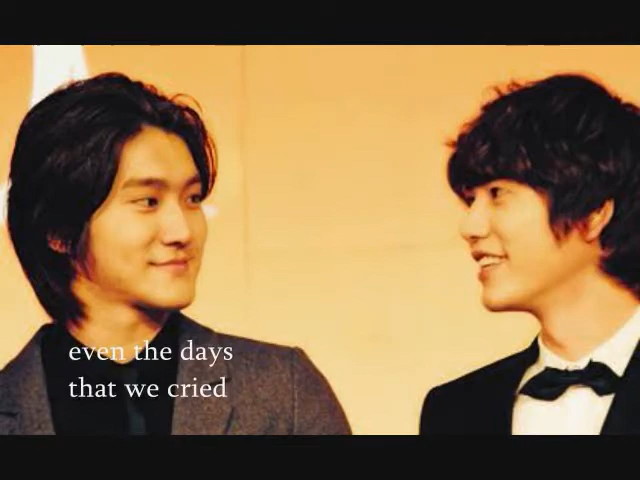 even the days
that we cried